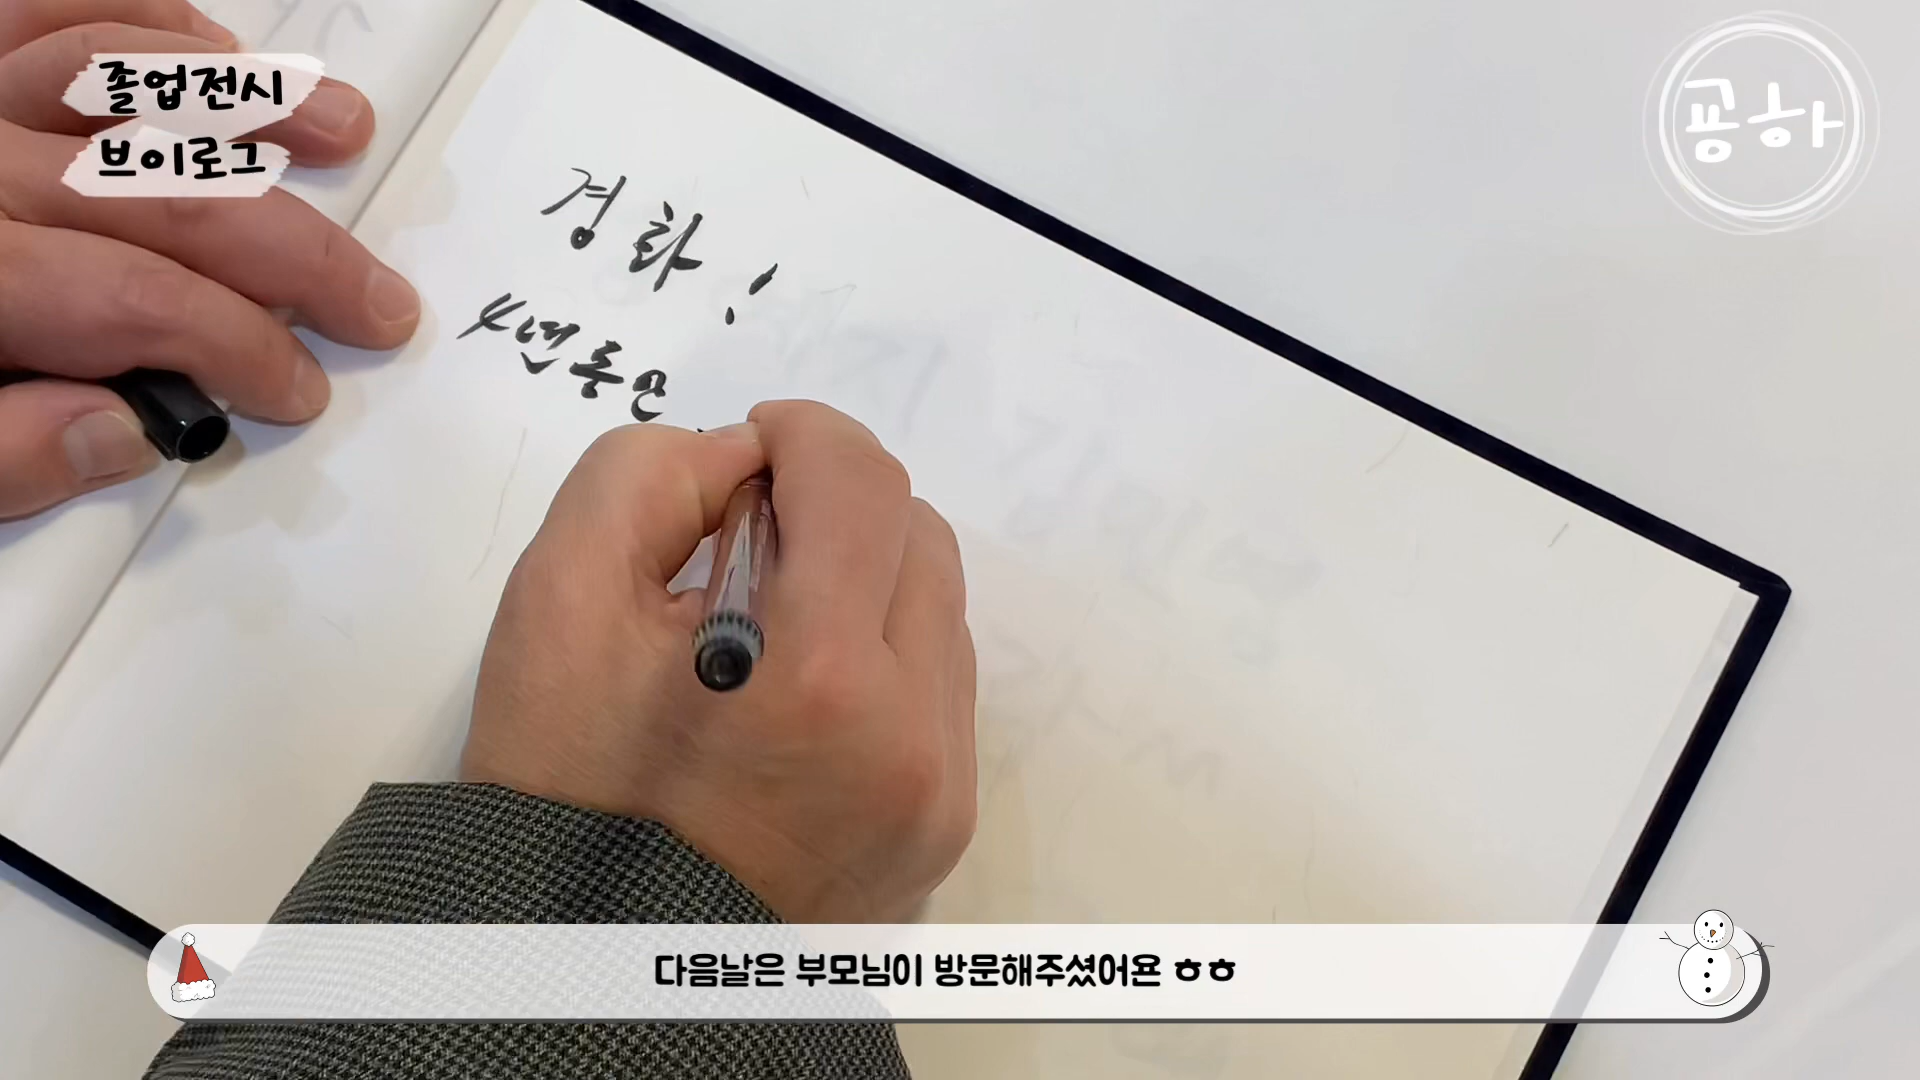 졸업전시
브이로그
공하
경화!
4년동안
다음날은 부모님이 방문해주셨어욘 ㅎㅎ